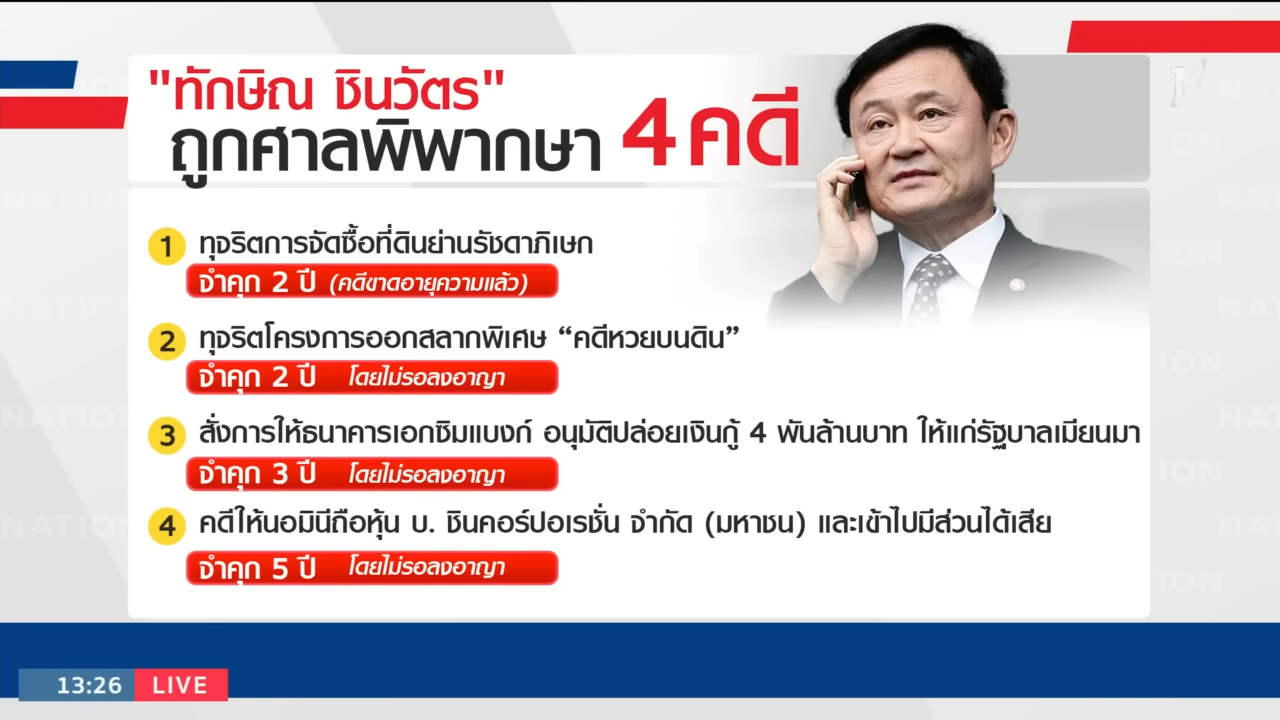 "ทักษิณ ชินวัตร"
ถูกศาลพิพากษา 4 คดี
1 ทุจริตการจัดซื้อที่ดินย่านรัชดาภิเษก
จำคุก 2 ปี (คดีขาดอายุความแล้ว)
2 ทุจริตโครงการออกสลากพิเศษ “คดีหวยบนดิน”
จำคุก 2 ปี โดยไม่รอลงอาญา
3 สั่งการให้ธนาคารเอกซิมแบงก์ อนุมัติปล่อยเงินกู้ 4 พันล้านบาท ให้แก่รัฐบาลเมียนมา
จำคุก 3 ปี โดยไม่รอลงอาญา
4 คดีให้นอมินีถือหุ้น บ. ชินคอร์ปอเรชั่น จำกัด (มหาชน) และเข้าไปมีส่วนได้เสีย
จำคุก 5 ปี โดยไม่รอลงอาญา
13:26 LIVE